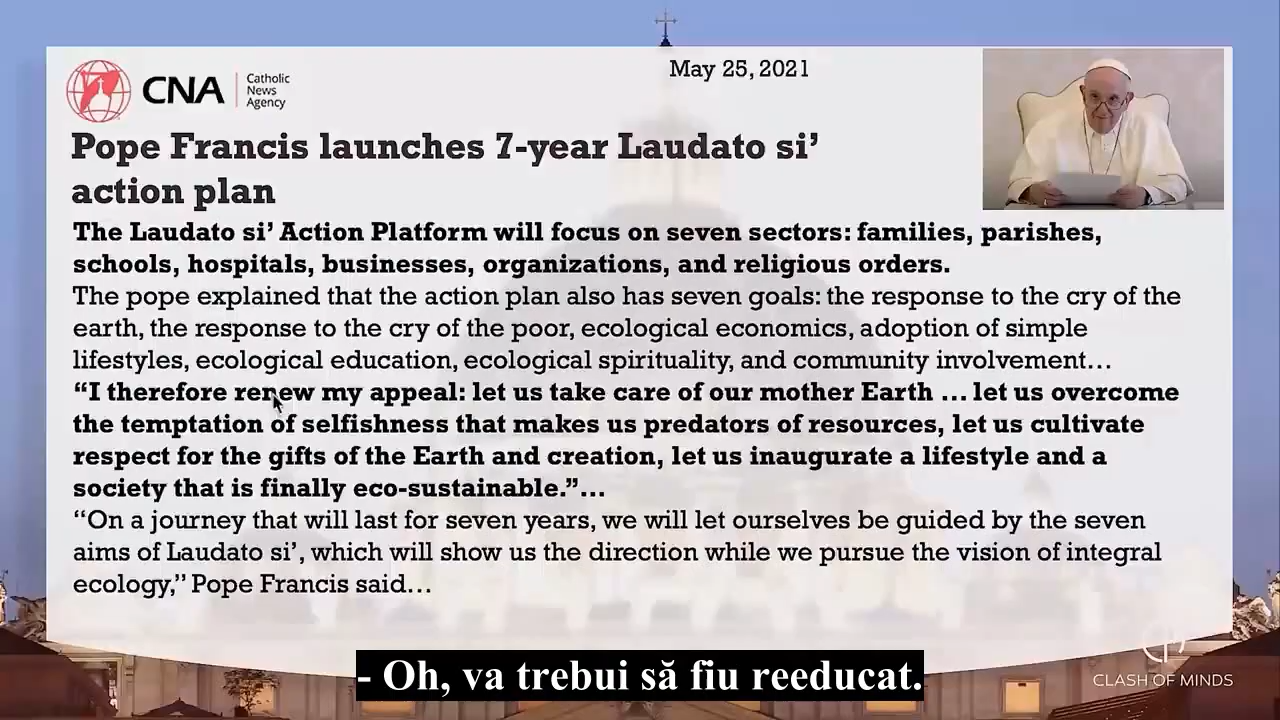 CNA
Catholic
News
Agency
May 25, 2021
Pope Francis launches 7-year Laudato si’
action plan
The Laudato si’ Action Platform will focus on seven sectors: families, parishes,
schools, hospitals, businesses, organizations, and religious orders.
The pope explained that the action plan also has seven goals: the response to the cry of the
earth, the response to the cry of the poor, ecological economics, adoption of simple
lifestyles, ecological education, ecological spirituality, and community involvement…
“I therefore renew my appeal: let us take care of our mother Earth … let us overcome
the temptation of selfishness that makes us predators of resources, let us cultivate
respect for the gifts of the Earth and creation, let us inaugurate a lifestyle and a
society that is finally eco-sustainable.”…
“On a journey that will last for seven years, we will let ourselves be guided by the seven
aims of Laudato si’, which will show us the direction while we pursue the vision of integral
ecology,” Pope Francis said…
- Oh, va trebui să fiu reeducat.
CLASH OF MINDS